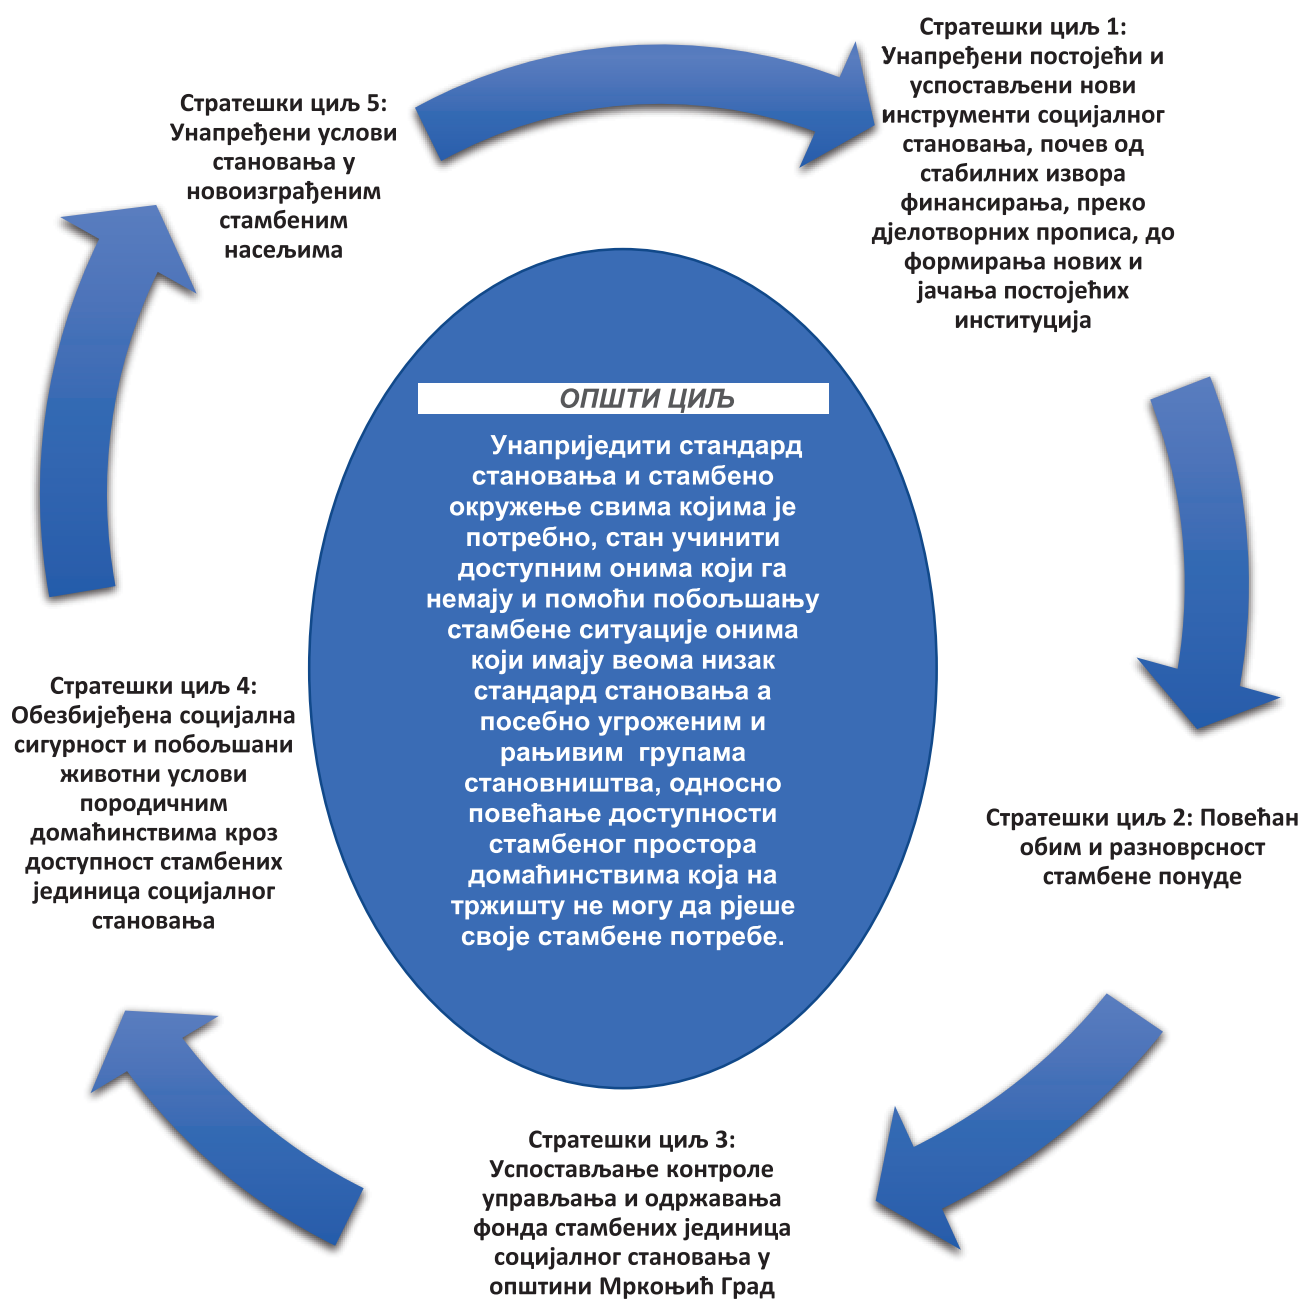 Стратешки циљ 1:
Унапређени постојећи и
успостављени нови
инструменти социјалног
становања, почев од
стабилних извора
финансирања, преко
дјелотворних прописа, до
формирања нових и
јачања постојећих
институција
Стратешки циљ 2: Повећан
обим и разноврсност
стамбене понуде
Стратешки циљ 3:
Успостављање контроле
управљања и одржавања
фонда стамбених јединица
социјалног становања у
општини Мркоњић Град
Стратешки циљ 4:
Обезбијеђена социјална
сигурност и побољшани
животни услови
породичним
домаћинствима кроз
доступност стамбених
јединица социјалног
становања
Стратешки циљ 5:
Унапређени услови
становања у
новоизграђеним
стамбеним
насељима
ОПШТИ ЦИЉ
Унаприједити стандард
становања и стамбено
окружење свима којима је
потребно, стан учинити
доступним онима који га
немају и помоћи побољшању
стамбене ситуације онима
који имају веома низак
стандард становања а
посебно угроженим и
рањивим групама
становништва, односно
повећање доступности
стамбеног простора
домаћинствима која на
тржишту не могу да рјеше
своје стамбене потребе.